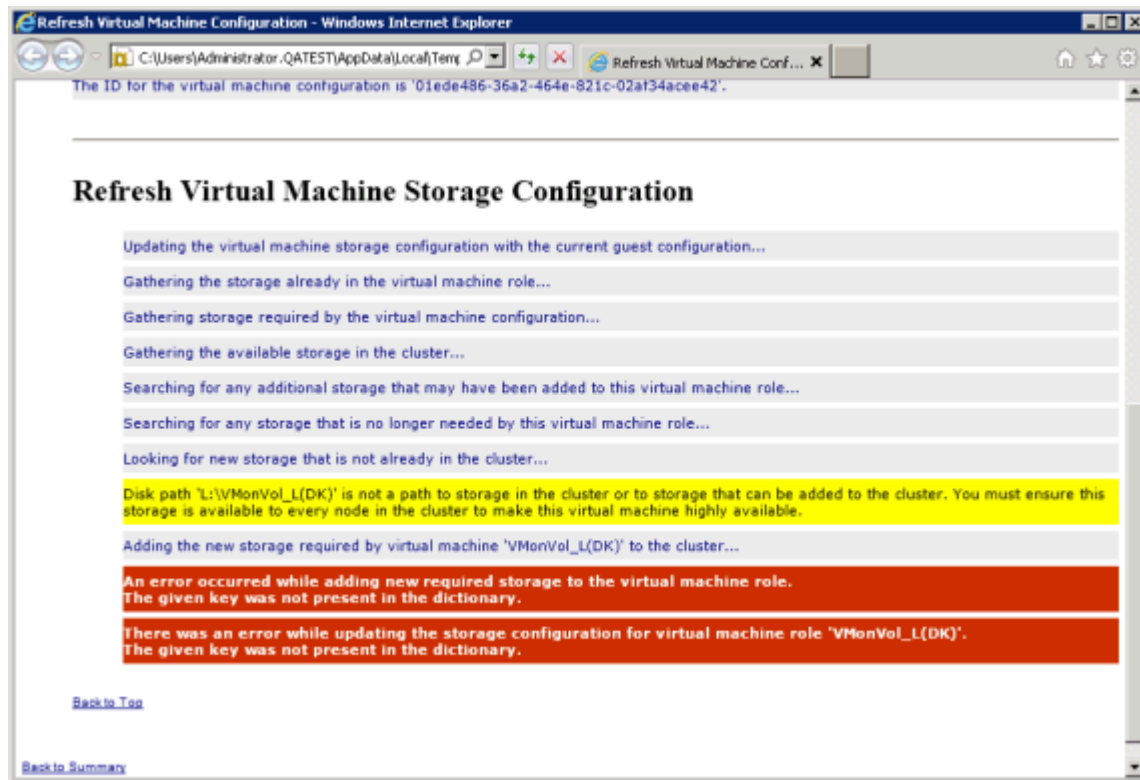 Refresh Virtual Machine Configuration - Windows Internet Explorer
C:\Users\Administrator.QATEST\AppData\Local\Temp
Refresh Virtual Machine Conf...
The ID for the virtual machine configuration is '01ede486-36a2-464e-821c-02af34acee42'.
Refresh Virtual Machine Storage Configuration
Updating the virtual machine storage configuration with the current guest configuration...
Gathering the storage already in the virtual machine role...
Gathering storage required by the virtual machine configuration...
Gathering the available storage in the cluster...
Searching for any additional storage that may have been added to this virtual machine role...
Searching for any storage that is no longer needed by this virtual machine role...
Looking for new storage that is not already in the cluster...
Disk path 'L:\VMonVol_L(DK)' is not a path to storage in the cluster or to storage that can be added to the cluster. You must ensure this
storage is available to every node in the cluster to make this virtual machine highly available.
Adding the new storage required by virtual machine 'VMonVol_L(DK)' to the cluster...
An error occurred while adding new required storage to the virtual machine role.
The given key was not present in the dictionary.
There was an error while updating the storage configuration for virtual machine role 'VMonVol_L(DK)'.
The given key was not present in the dictionary.
Back to Top
Back to Summary